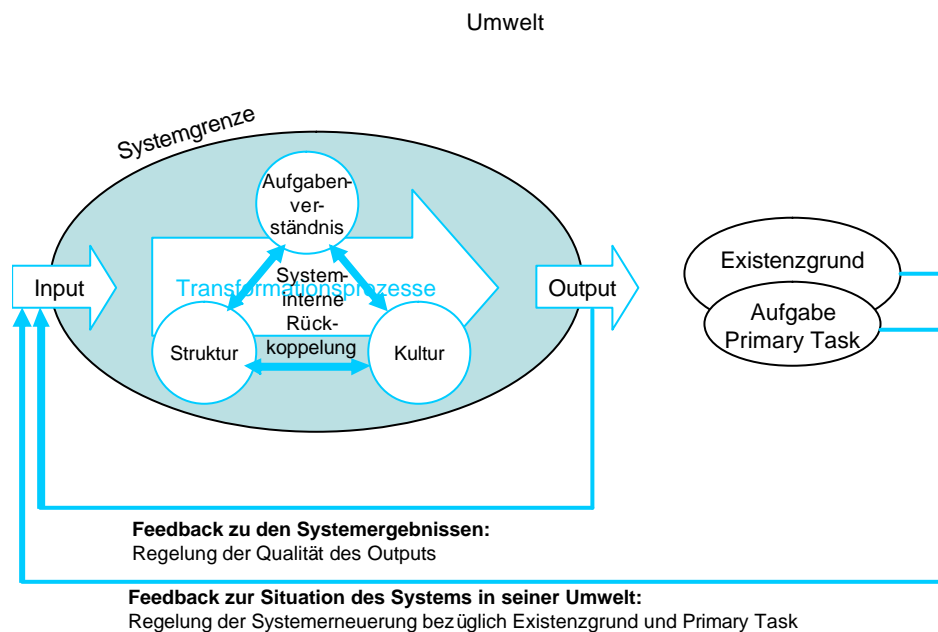 Umwelt
Systemgrenze
Aufgaben-
ver-
ständnis
Input
System-
Transformationsprozesse
interne
Rück-
koppelung
Output
Struktur
Kultur
Existenzgrund
Aufgabe
Primary Task
Feedback zu den Systemergebnissen:
Regelung der Qualität des Outputs
Feedback zur Situation des Systems in seiner Umwelt:
Regelung der Systemerneuerung bezüglich Existenzgrund und Primary Task